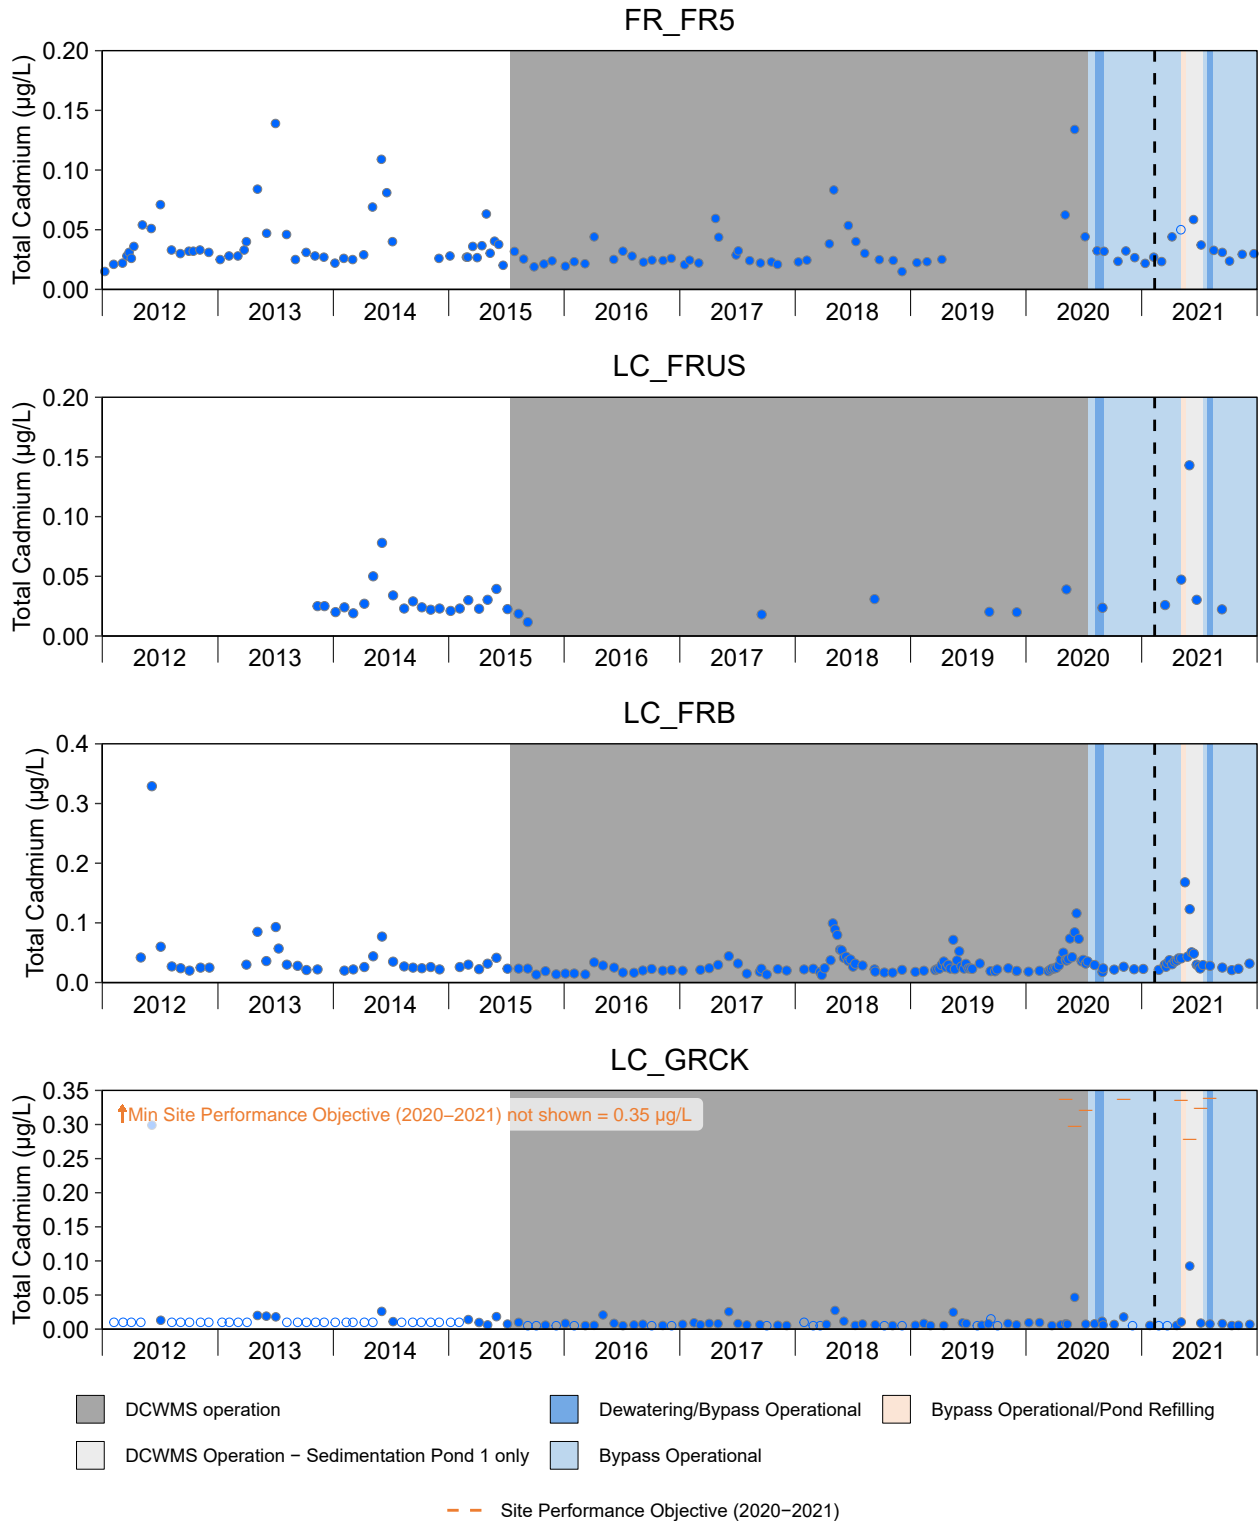 FR_FR5
Total Cadmium (µg/L)
0.20
0.15
0.10
0.05
0.00
2012 2013 2014 2015 2016 2017 2018 2019 2020 2021
LC_FRUS
Total Cadmium (µg/L)
0.20
0.15
0.10
0.05
0.00
2012 2013 2014 2015 2016 2017 2018 2019 2020 2021
LC_FRB
Total Cadmium (µg/L)
0.4
0.3
0.2
0.1
0.0
2012 2013 2014 2015 2016 2017 2018 2019 2020 2021
LC_GRCK
Total Cadmium (µg/L)
0.35
0.30
0.25
0.20
0.15
0.10
0.05
0.00
Min Site Performance Objective (2020−2021) not shown = 0.35 µg/L
2012 2013 2014 2015 2016 2017 2018 2019 2020 2021
DCWMS operation
Dewatering/Bypass Operational
Bypass Operational/Pond Refilling
DCWMS Operation − Sedimentation Pond 1 only
Bypass Operational
Site Performance Objective (2020−2021)